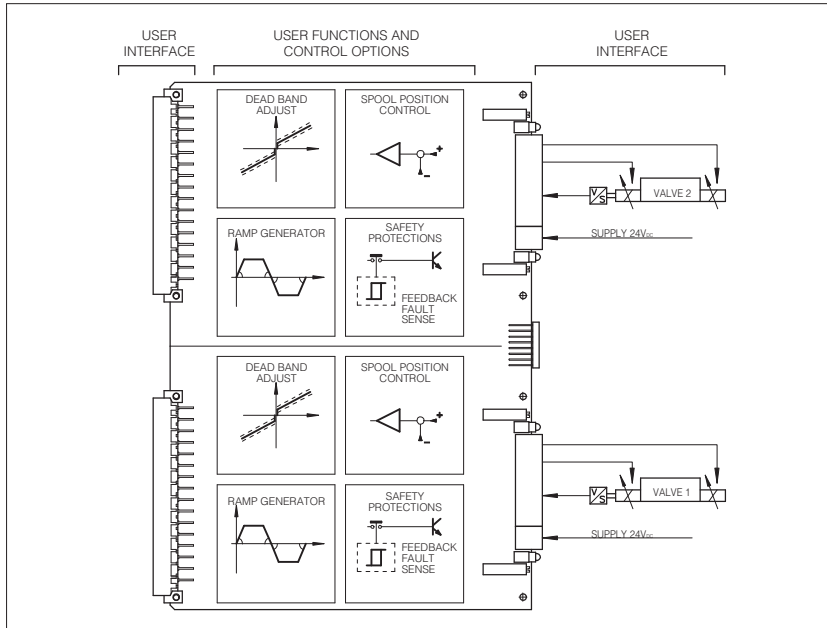 USER
INTERFACE
USER FUNCTIONS AND
CONTROL OPTIONS
USER
INTERFACE
DEAD BAND
ADJUST
SPOOL POSITION
CONTROL
+
-
VALVE 2
V/S
SUPPLY 24VDC
RAMP GENERATOR
SAFETY
PROTECTIONS
FEEDBACK
FAULT
SENSE
DEAD BAND
ADJUST
SPOOL POSITION
CONTROL
+
-
VALVE 1
V/S
SUPPLY 24VDC
RAMP GENERATOR
SAFETY
PROTECTIONS
FEEDBACK
FAULT
SENSE